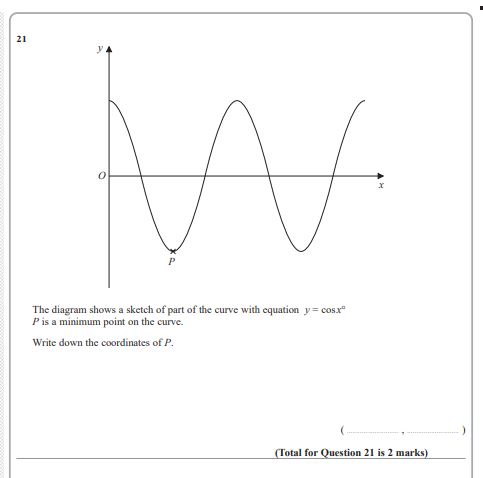 21
y
O
x
P
The diagram shows a sketch of part of the curve with equation y = cos x°
P is a minimum point on the curve.
Write down the coordinates of P.
( ........................ , ........................ )
(Total for Question 21 is 2 marks)